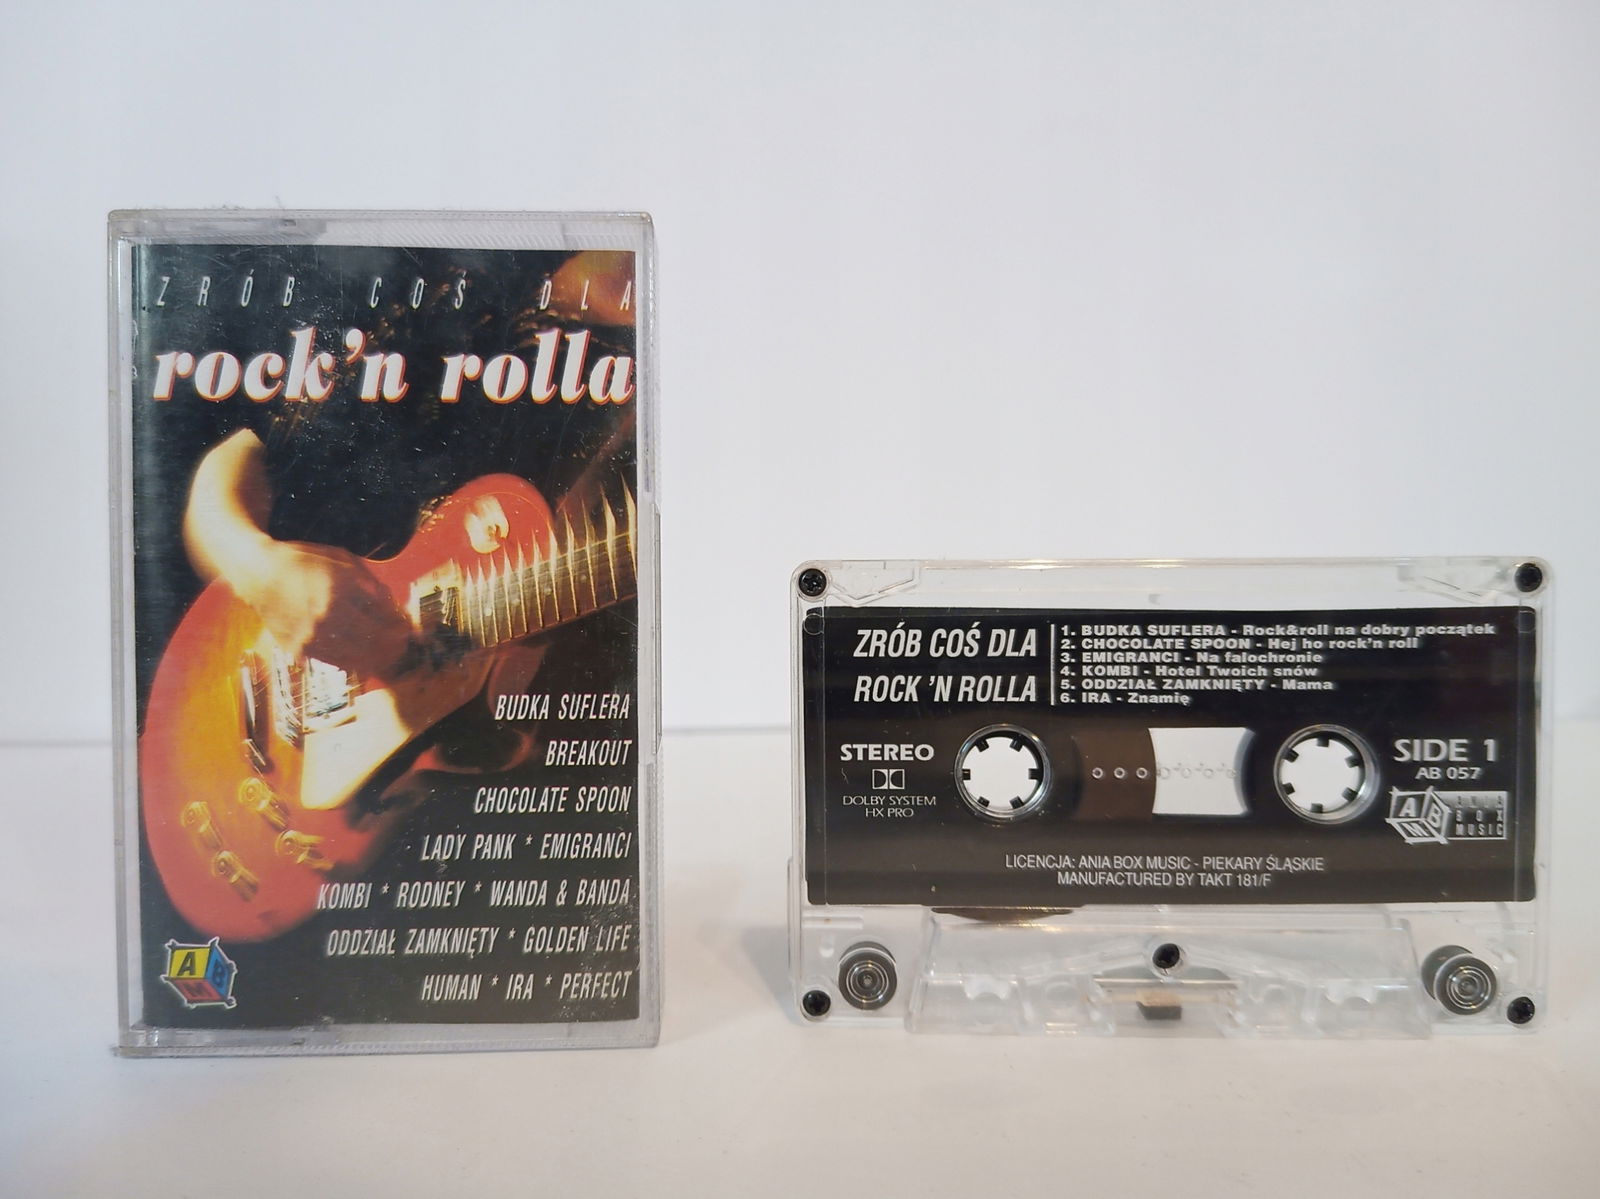 ZRÓB COŚ DLA
rock'n rolla
BUDKA SUFLERA
BREAKOUT
CHOCOLATE SPOON
LADY PANK * EMIGRANCI
KOMBI * RODNEY * WANDA & BANDA
ODDZIAŁ ZAMKNIĘTY * GOLDEN LIFE
HUMAN * IRA * PERFECT
A B M
ZRÓB COŚ DLA
ROCK 'N ROLLA
1. BUDKA SUFLERA - Rock&roll na dobry początek
2. CHOCOLATE SPOON - Hej ho rock'n roll
3. EMIGRANCI - Na falochronie
4. KOMBI - Hotel Twoich snów
5. ODDZIAŁ ZAMKNIĘTY - Mama
6. IRA - Znamię
STEREO
DOLBY SYSTEM
HX PRO
SIDE 1
AB 057
A B M
ANIA
BOX
MUSIC
LICENCJA: ANIA BOX MUSIC - PIEKARY ŚLĄSKIE
MANUFACTURED BY TAKT 181/F